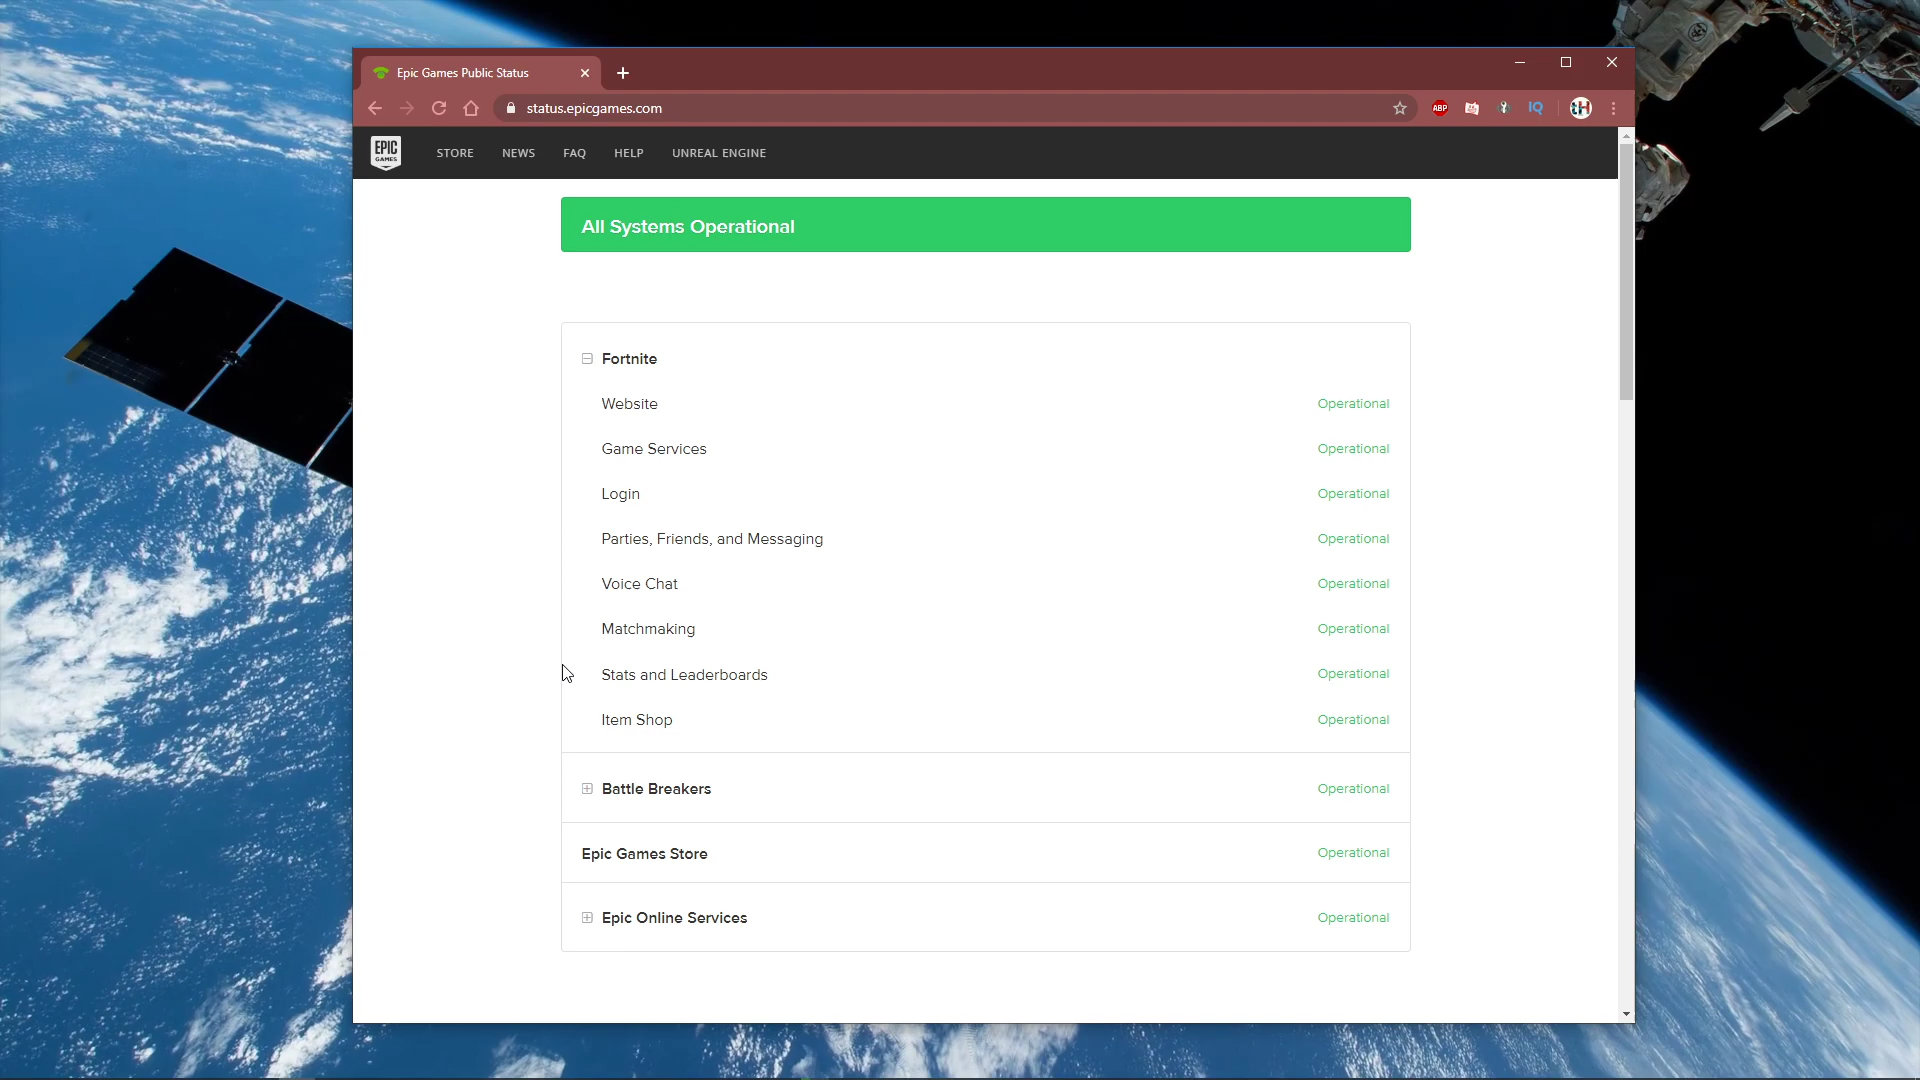 Epic Games Public Status
status.epicgames.com
ABP
IQ
H
EPIC
GAMES
STORE
NEWS
FAQ
HELP
UNREAL ENGINE
All Systems Operational
Fortnite
Website Operational
Game Services Operational
Login Operational
Parties, Friends, and Messaging Operational
Voice Chat Operational
Matchmaking Operational
Stats and Leaderboards Operational
Item Shop Operational
Battle Breakers Operational
Epic Games Store Operational
Epic Online Services Operational